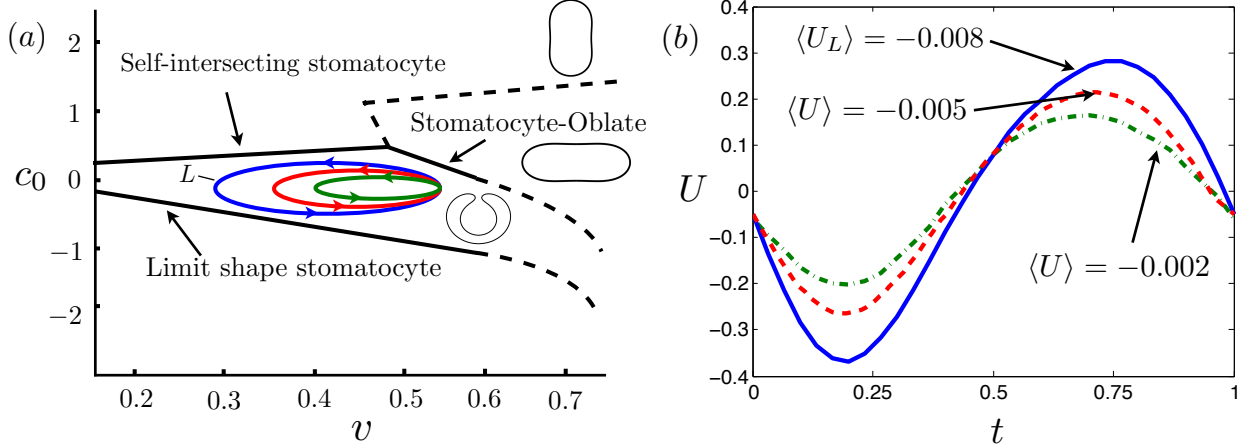 (a)
2
1
0
−1
−2
c₀
Self-intersecting stomatocyte
Stomatocyte-Oblate
L
Limit shape stomatocyte
0.2 0.3 0.4 0.5 0.6 0.7
v
(b)
0.4
0.3
0.2
0.1
0
−0.1
−0.2
−0.3
−0.4
U
⟨U_L⟩ = −0.008
⟨U⟩ = −0.005
⟨U⟩ = −0.002
0 0.25 0.5 0.75 1
t